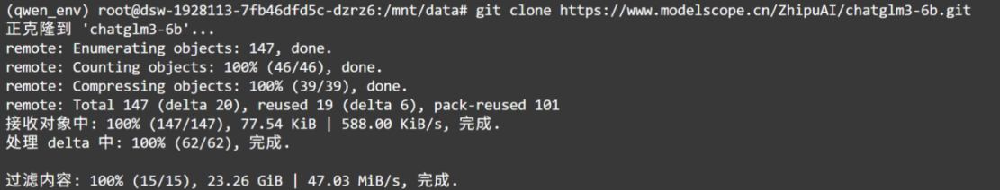 (qwen_env) root@dsw-1928113-7fb46dfd5c-dzrz6:/mnt/data# git clone https://www.modelscope.cn/ZhipuAI/chatglm3-6b.git
正克隆到 'chatglm3-6b'...
remote: Enumerating objects: 147, done.
remote: Counting objects: 100% (46/46), done.
remote: Compressing objects: 100% (39/39), done.
remote: Total 147 (delta 20), reused 19 (delta 6), pack-reused 101
接收对象中: 100% (147/147), 77.54 KiB | 588.00 KiB/s, 完成.
处理 delta 中: 100% (62/62), 完成.
过滤内容: 100% (15/15), 23.26 GiB | 47.03 MiB/s, 完成.